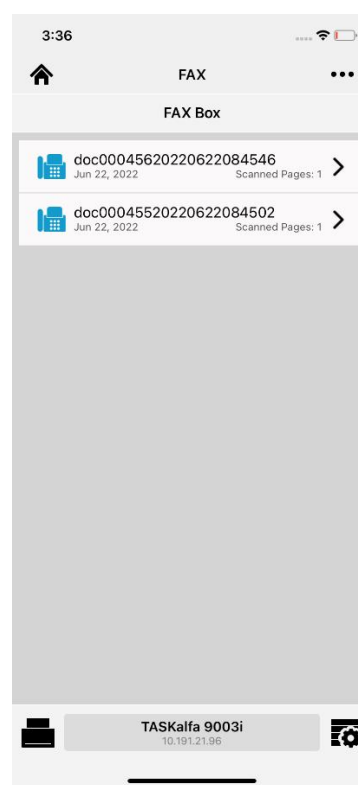 3:36
FAX
FAX Box
doc00045620220622084546
Jun 22, 2022 Scanned Pages: 1
doc00045520220622084502
Jun 22, 2022 Scanned Pages: 1
TASKalfa 9003i
10.191.21.96